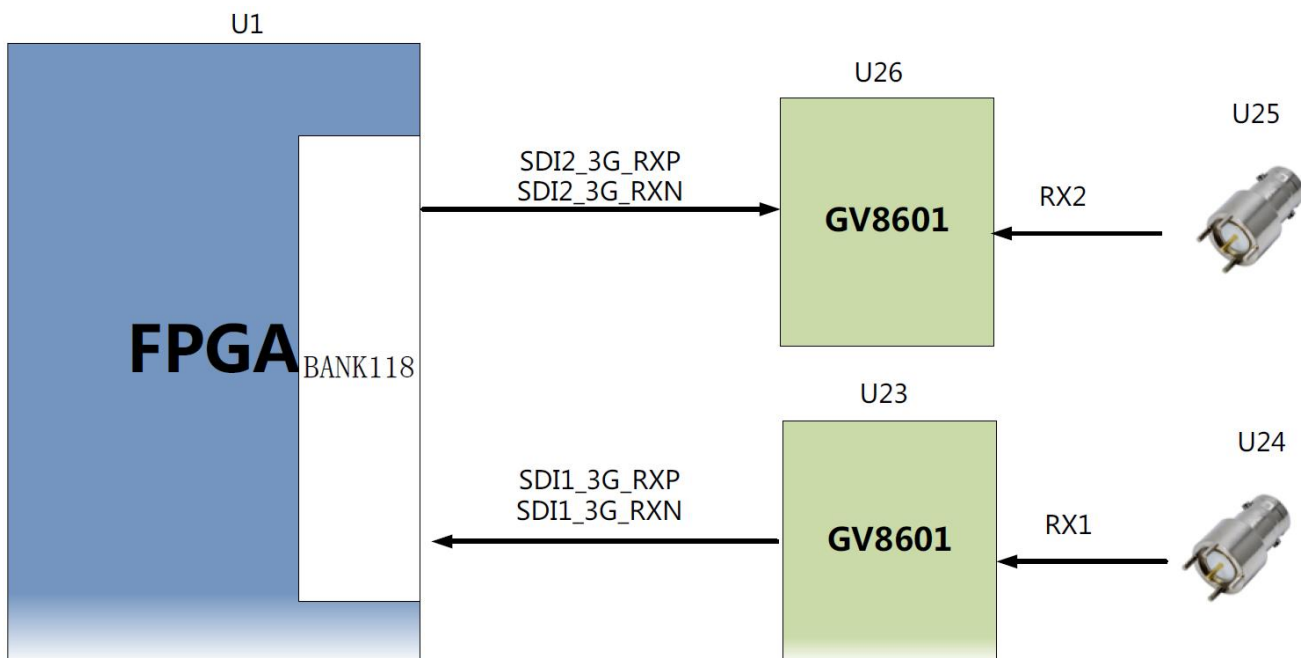 U1
U26
U25
SDI2_3G_RXP
SDI2_3G_RXN
RX2
GV8601
FPGA
BANK118
U23
U24
SDI1_3G_RXP
SDI1_3G_RXN
RX1
GV8601